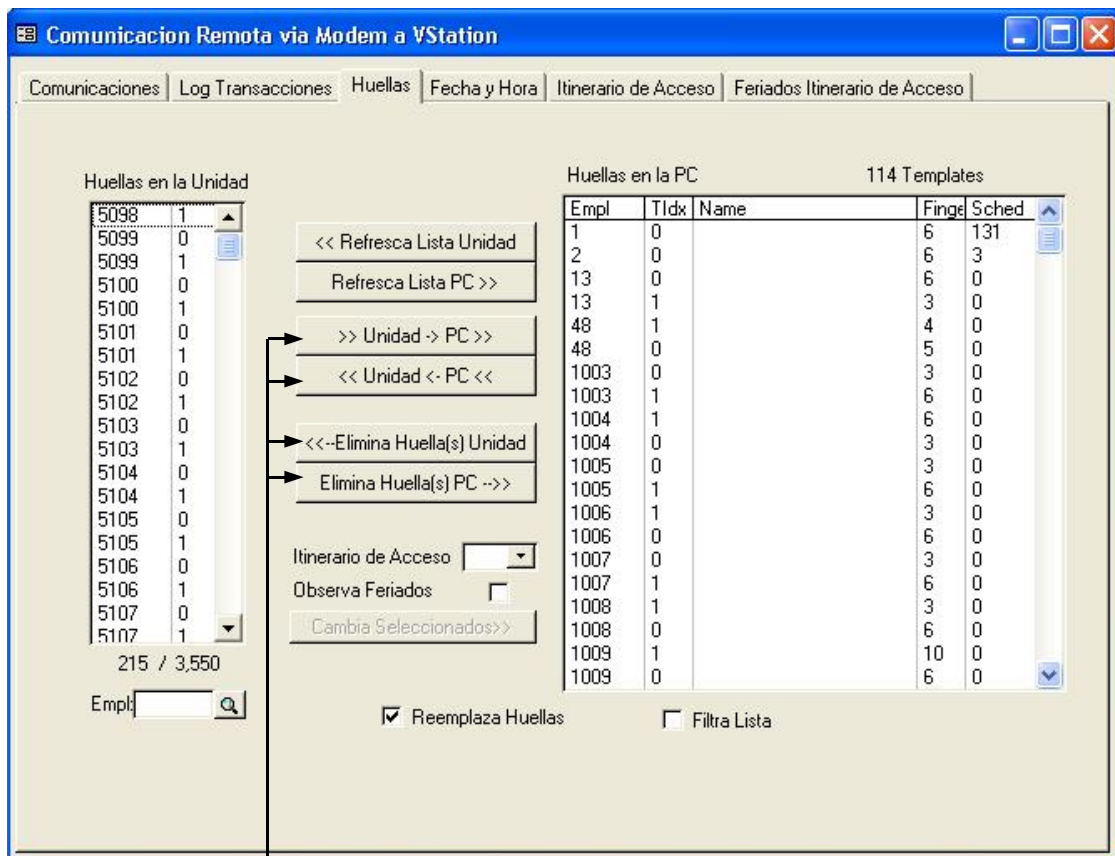 Comunicacion Remota via Modem a VStation
Comunicaciones Log Transacciones Huellas Fecha y Hora Itinerario de Acceso Feriados Itinerario de Acceso
Huellas en la Unidad
5098 1
5099 0
5099 1
5100 0
5100 1
5101 0
5101 1
5102 0
5102 1
5103 0
5103 1
5104 0
5104 1
5105 0
5105 1
5106 0
5106 1
5107 0
5107 1
215 / 3,550
Empl:
<< Refresca Lista Unidad
Refresca Lista PC >>
>> Unidad -> PC >>
<< Unidad <- PC <<
<<--Elimina Huella(s) Unidad
Elimina Huella(s) PC -->>
Itinerario de Acceso
Observa Feriados
Cambia Seleccionados>>
Reemplaza Huellas
Huellas en la PC 114 Templates
Empl TIdx Name Finge Sched
1 0 6 131
2 0 6 3
13 0 6 0
13 1 3 0
48 1 4 0
48 0 5 0
1003 0 3 0
1003 1 6 0
1004 1 6 0
1004 0 3 0
1005 0 3 0
1005 1 6 0
1006 1 3 0
1006 0 6 0
1007 0 3 0
1007 1 6 0
1008 1 3 0
1008 0 6 0
1009 1 10 0
1009 0 6 0
Filtra Lista